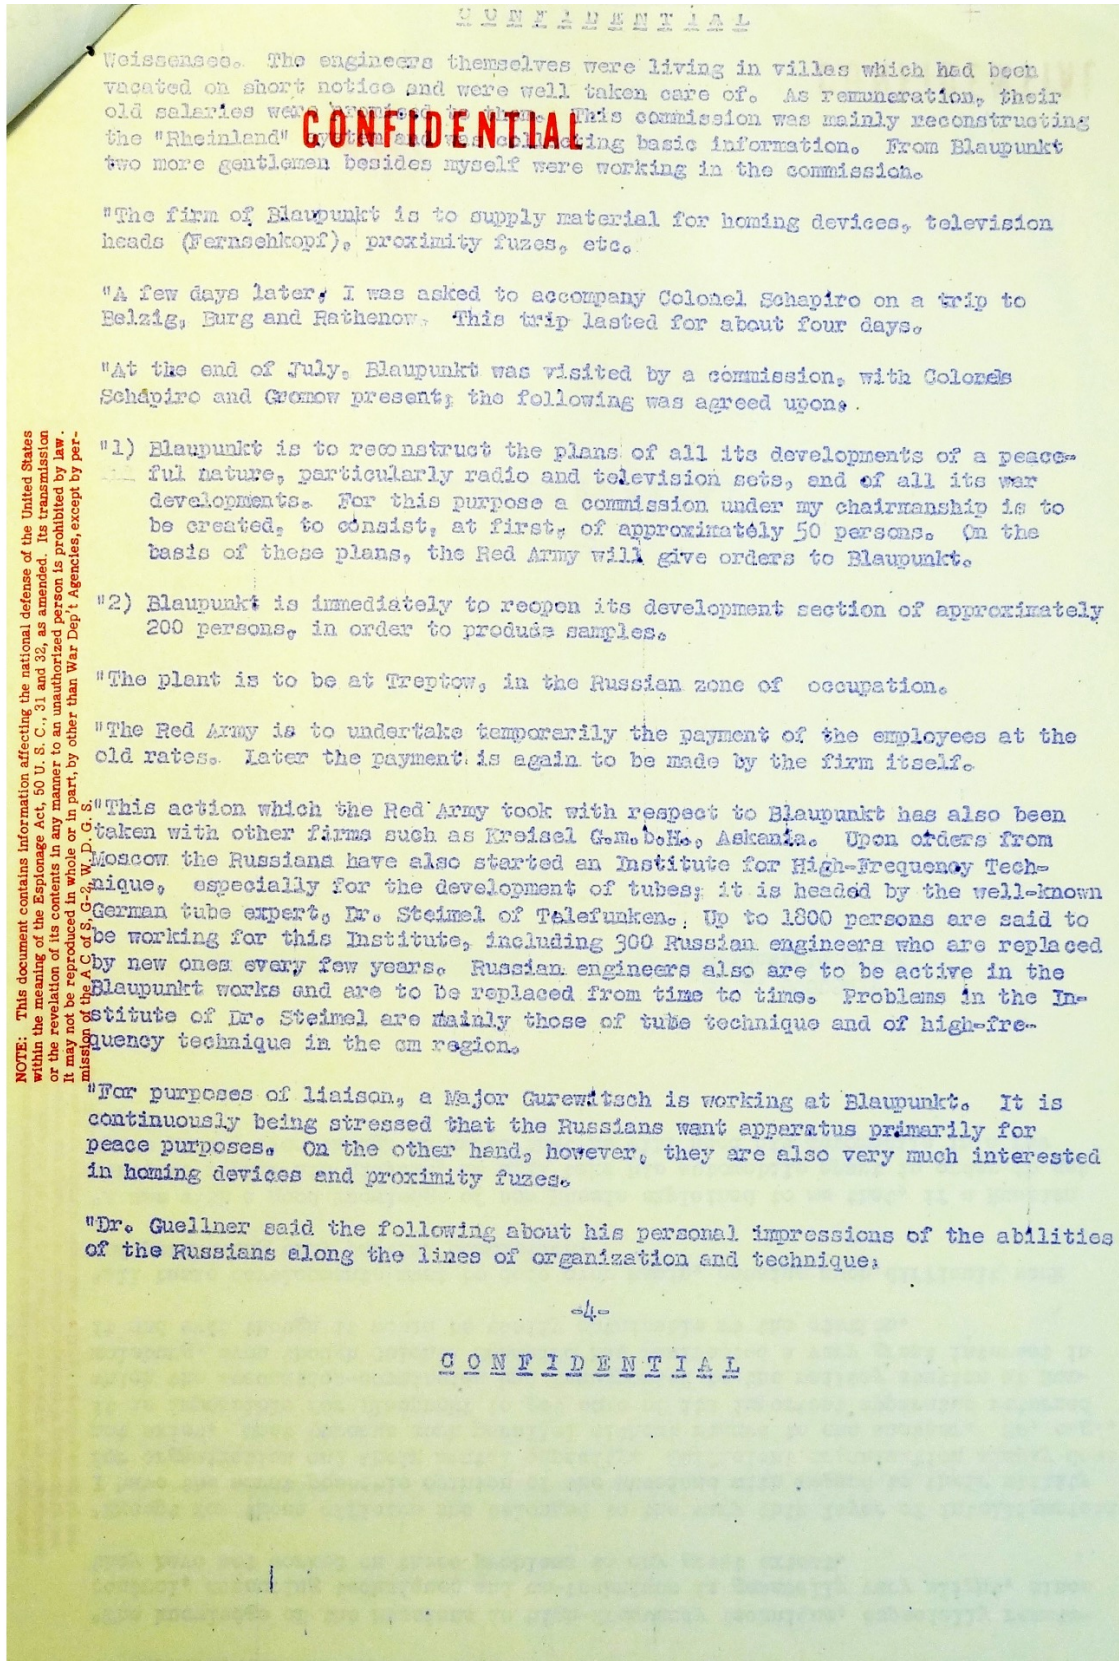 CONFIDENTIAL
Weissensee. The engineers themselves were living in villas which had been
vacated on short notice and were well taken care of. As remuneration, their
old salaries were promised to them. This commission was mainly reconstructing
CONFIDENTIAL
the "Rheinland" system and was collecting basic information. From Blaupunkt
two more gentlemen besides myself were working in the commission.
"The firm of Blaupunkt is to supply material for homing devices, television
heads (Fernsehkopf), proximity fuzes, etc.
"A few days later, I was asked to accompany Colonel Schapiro on a trip to
Belzig, Burg and Rathenow. This trip lasted for about four days.
"At the end of July, Blaupunkt was visited by a commission, with Colonels
Schapiro and Gromow present; the following was agreed upon:
"1) Blaupunkt is to reconstruct the plans of all its developments of a peace-
ful nature, particularly radio and television sets, and of all its war
developments. For this purpose a commission under my chairmanship is to
be created, to consist, at first, of approximately 50 persons. On the
basis of these plans, the Red Army will give orders to Blaupunkt.
"2) Blaupunkt is immediately to reopen its development section of approximately
200 persons, in order to produce samples.
"The plant is to be at Treptow, in the Russian zone of occupation.
"The Red Army is to undertake temporarily the payment of the employees at the
old rates. Later the payment is again to be made by the firm itself.
"This action which the Red Army took with respect to Blaupunkt has also been
taken with other firms such as Kreisel G.m.b.H., Askania. Upon orders from
Moscow the Russians have also started an Institute for High-Frequency Tech-
nique, especially for the development of tubes; it is headed by the well-known
German tube expert, Dr. Steimel of Telefunken. Up to 1800 persons are said to
be working for this Institute, including 300 Russian engineers who are replaced
by new ones every few years. Russian engineers also are to be active in the
Blaupunkt works and are to be replaced from time to time. Problems in the In-
stitute of Dr. Steimel are mainly those of tube technique and of high-fre-
quency technique in the cm region.
"For purposes of liaison, a Major Gurewitsch is working at Blaupunkt. It is
continuously being stressed that the Russians want apparatus primarily for
peace purposes. On the other hand, however, they are also very much interested
in homing devices and proximity fuzes.
"Dr. Guellner said the following about his personal impressions of the abilities
of the Russians along the lines of organization and technique:
-4-
CONFIDENTIAL
NOTE: This document contains information affecting the national defense of the United States
within the meaning of the Espionage Act, 50 U. S. C., 31 and 32, as amended. Its transmission
or the revelation of its contents in any manner to an unauthorized person is prohibited by law.
It may not be reproduced in whole or in part, by other than War Dep't Agencies, except by per-
mission of the A. C. of S., G-2, W. D. G. S.